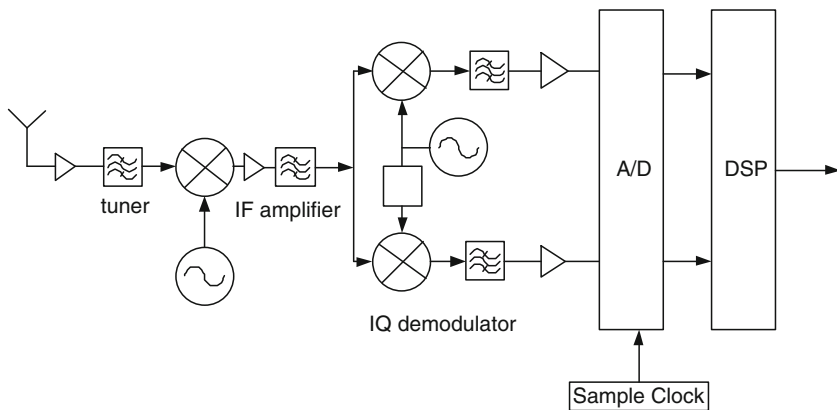 tuner
IF amplifier
IQ demodulator
A/D
DSP
Sample Clock